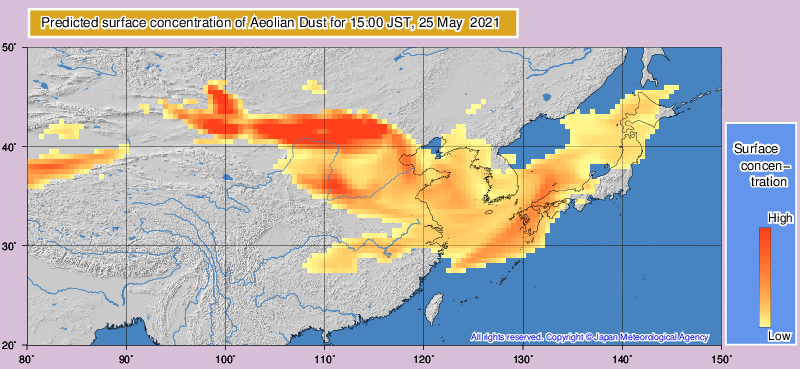 Predicted surface concentration of Aeolian Dust for 15:00 JST, 25 May 2021
50°
40°
30°
20°
80°
90°
100°
110°
120°
130°
140°
150°
Surface
concen-
tration
High
Low
All rights reserved. Copyright © Japan Meteorological Agency